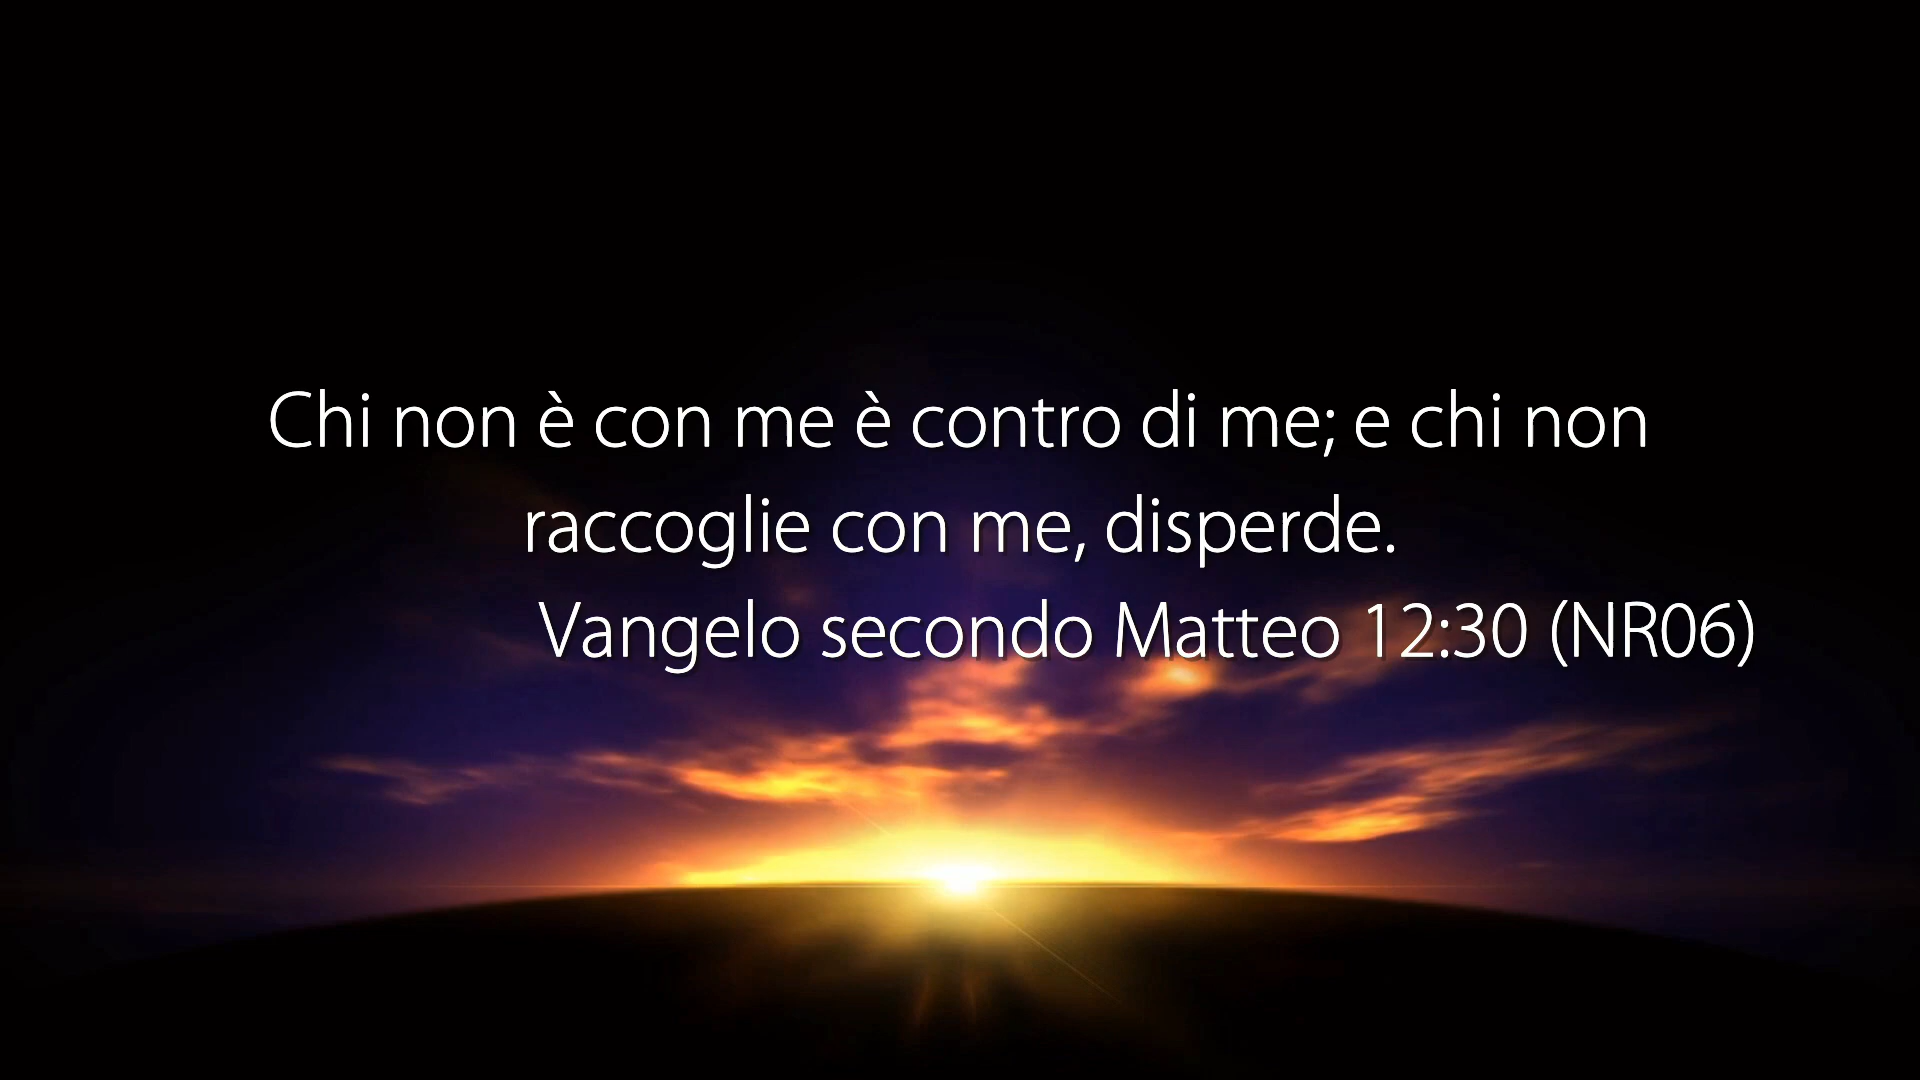 Chi non è con me è contro di me; e chi non
raccoglie con me, disperde.
Vangelo secondo Matteo 12:30 (NR06)